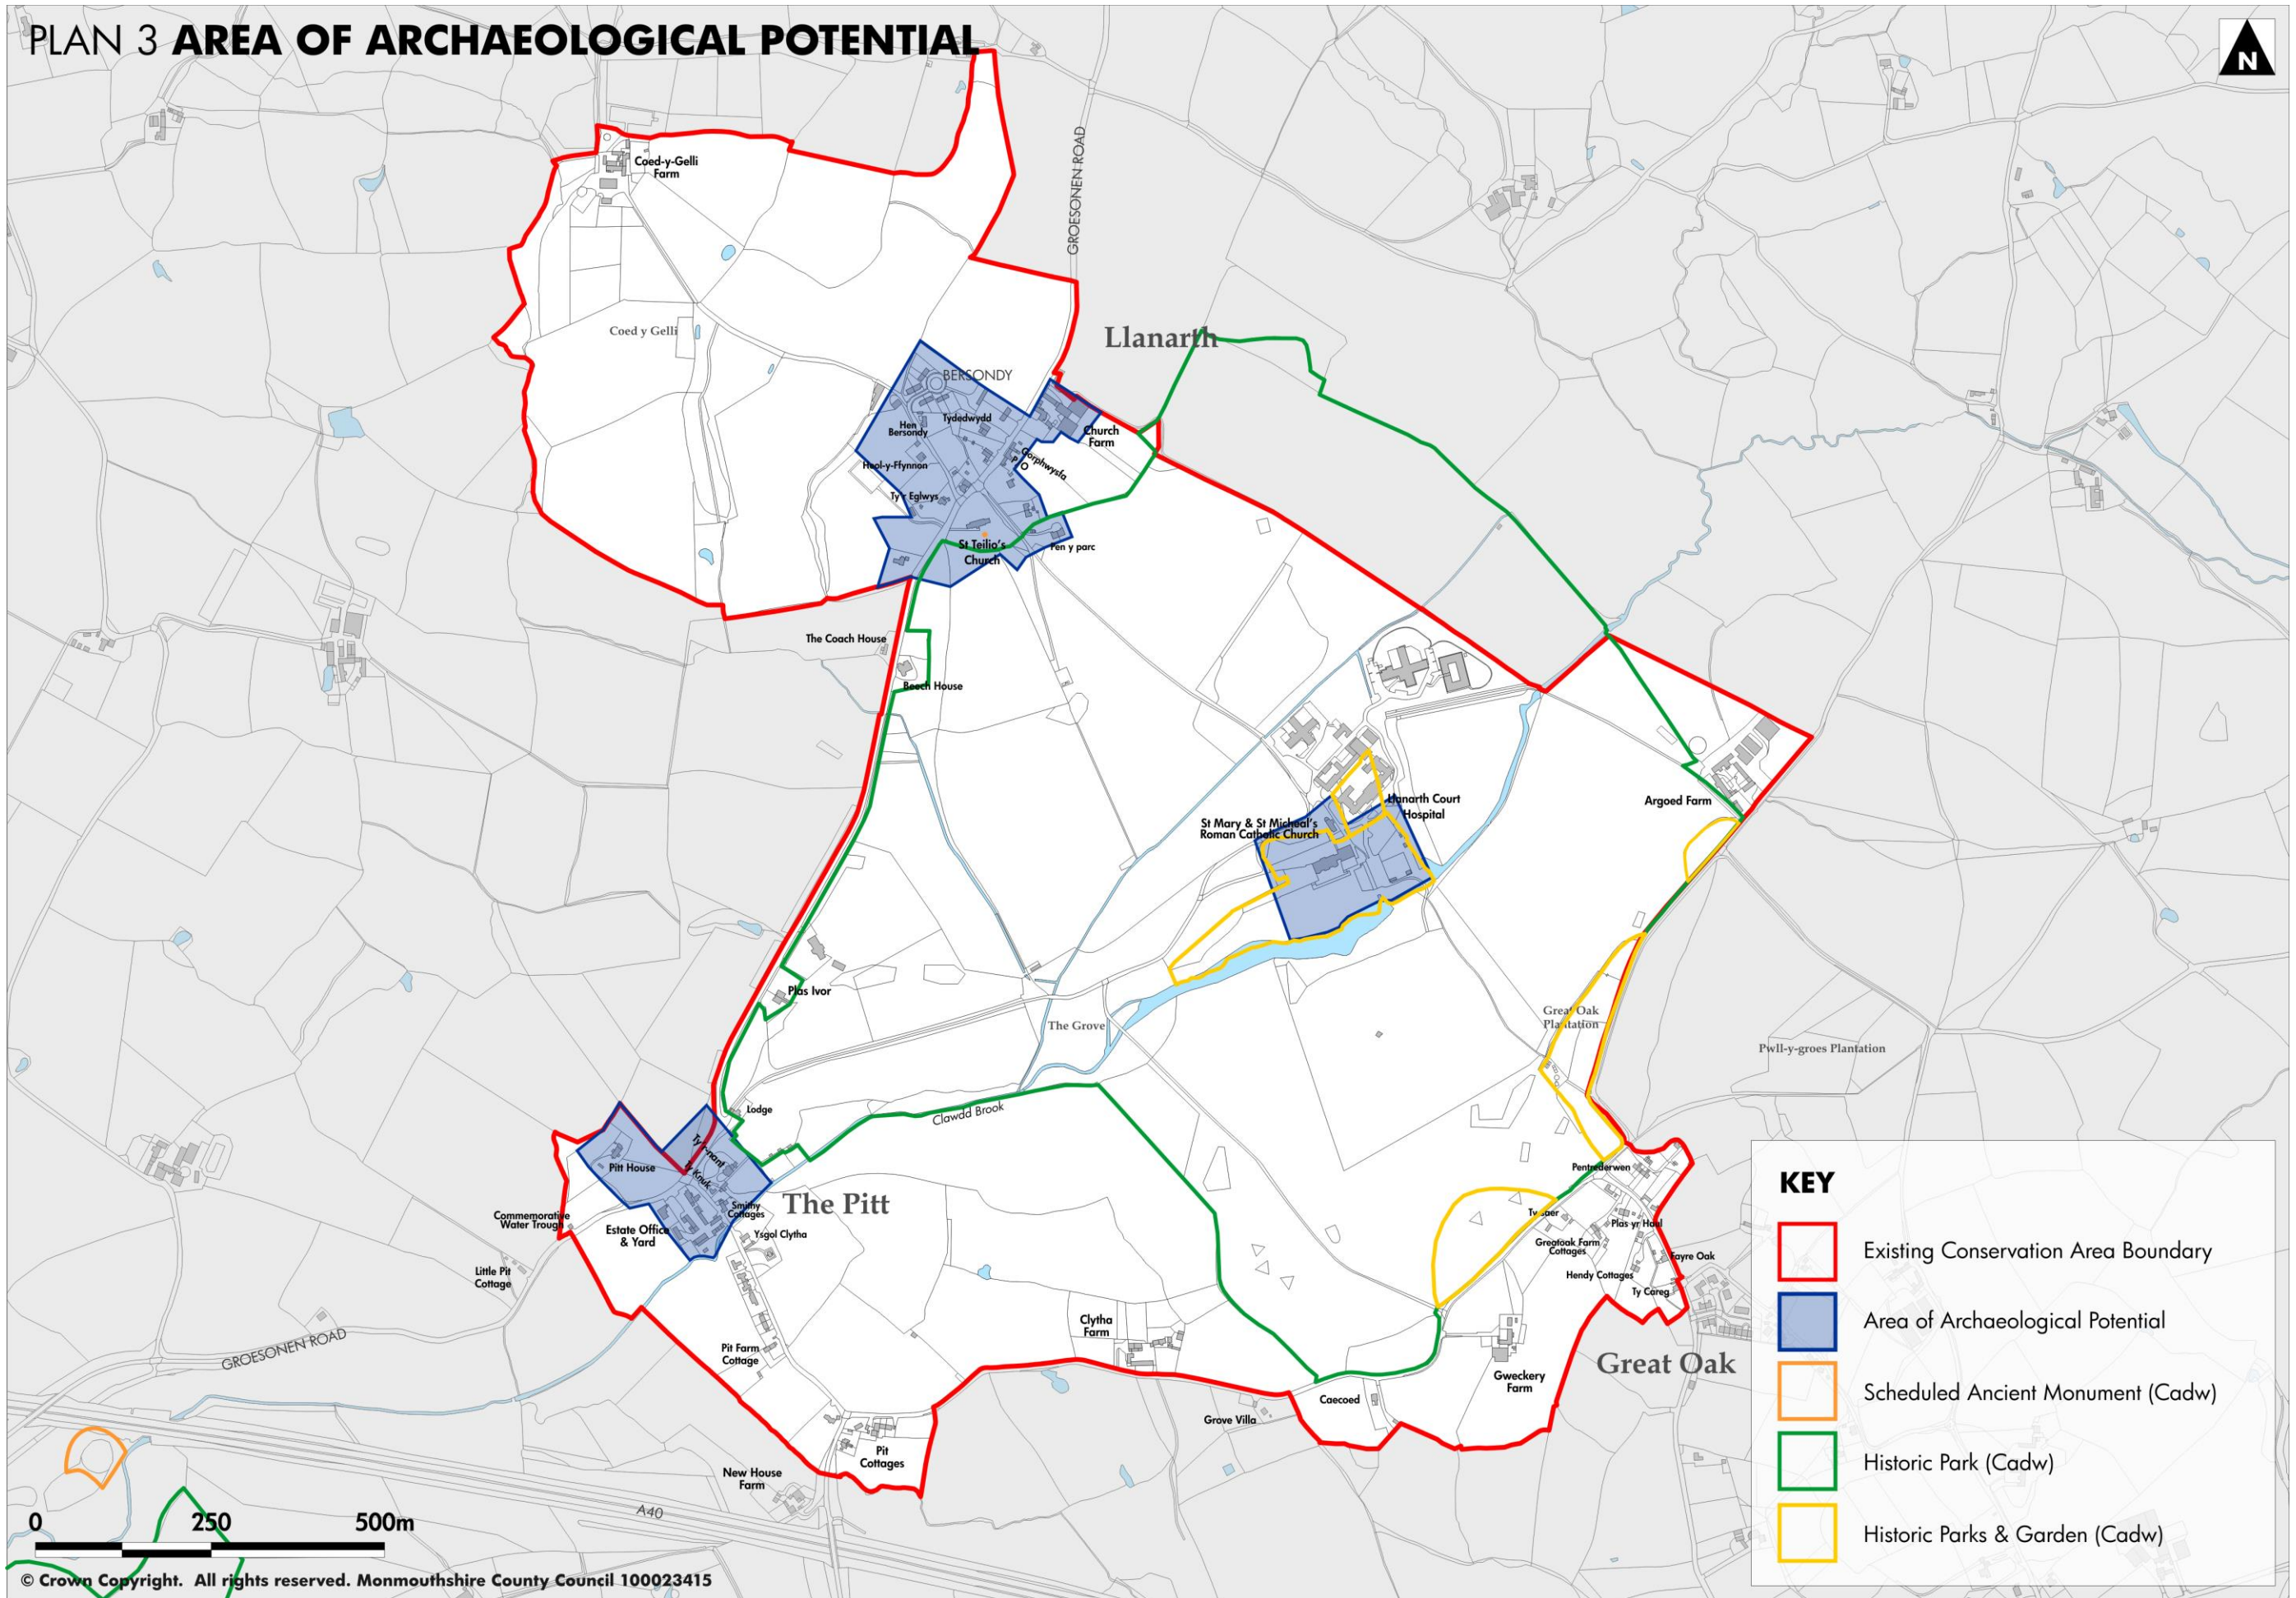 PLAN 3 AREA OF ARCHAEOLOGICAL POTENTIAL
N
GROESONEN ROAD
Coed-y-Gelli
Farm
Coed y Gelli
Llanarth
BERSONDY
Tydedwydd
Hen
Bersondy
Church
Farm
Gorphwysfa
P O
Heol-y-Ffynnon
Ty'r Eglwys
St Teilio's
Church
Pen y parc
The Coach House
Beech House
Argoed Farm
Llanarth Court
Hospital
St Mary & St Micheal's
Roman Catholic Church
Plas Ivor
The Grove
Great Oak
Plantation
Pwll-y-groes Plantation
Lodge
Clawdd Brook
Ty'r-nant
Ty Knuk
Pitt House
The Pitt
Smithy
Cottages
Commemorative
Water Trough
Estate Office
& Yard
Ysgol Clytha
Little Pit
Cottage
Pentrederwen
Plas yr Haul
Greatoak Farm
Cottages
Fayre Oak
Hendy Cottages
Ty Careg
Clytha
Farm
Pit Farm
Cottage
GROESONEN ROAD
Great Oak
Gweckery
Farm
Caecoed
Grove Villa
Pit
Cottages
New House
Farm
A40
KEY
Existing Conservation Area Boundary
Area of Archaeological Potential
Scheduled Ancient Monument (Cadw)
Historic Park (Cadw)
Historic Parks & Garden (Cadw)
0 250 500m
© Crown Copyright. All rights reserved. Monmouthshire County Council 100023415